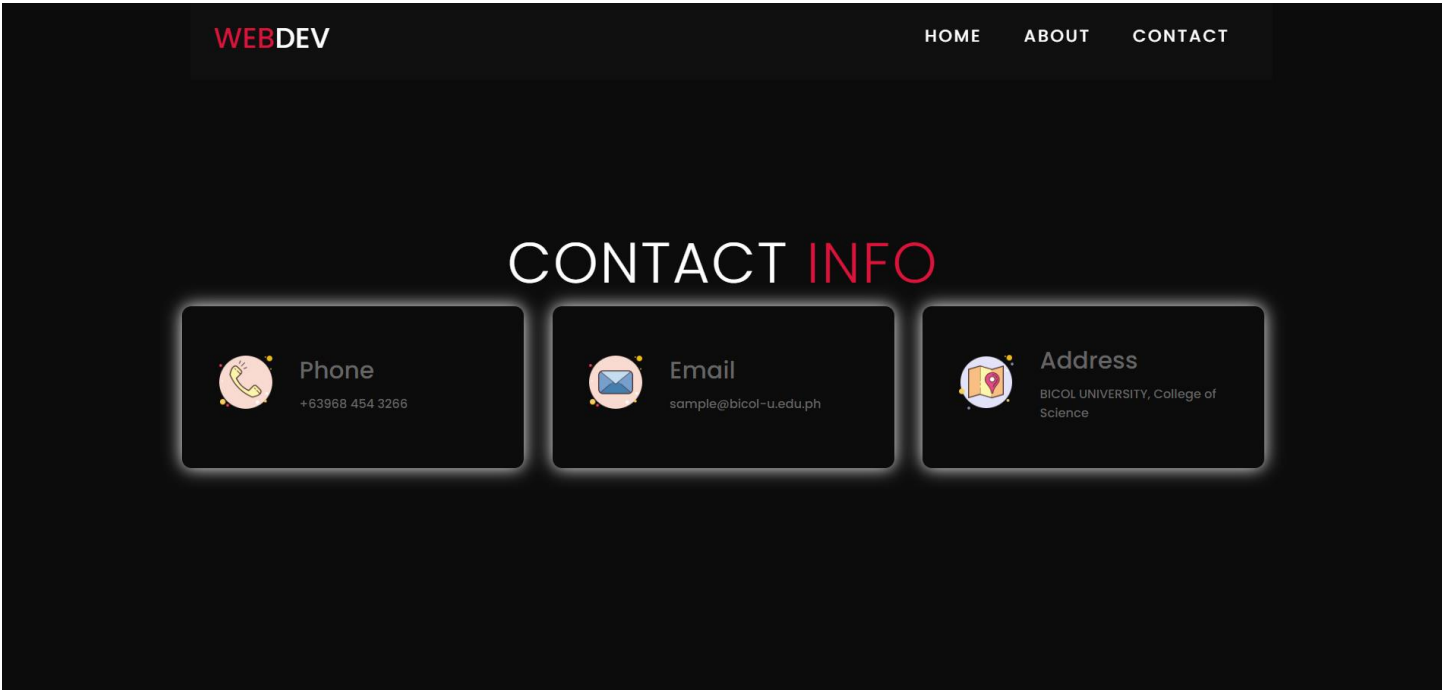 WEBDEV
HOME ABOUT CONTACT
CONTACT INFO
Phone
+63968 454 3266
Email
sample@bicol-u.edu.ph
Address
BICOL UNIVERSITY, College of
Science